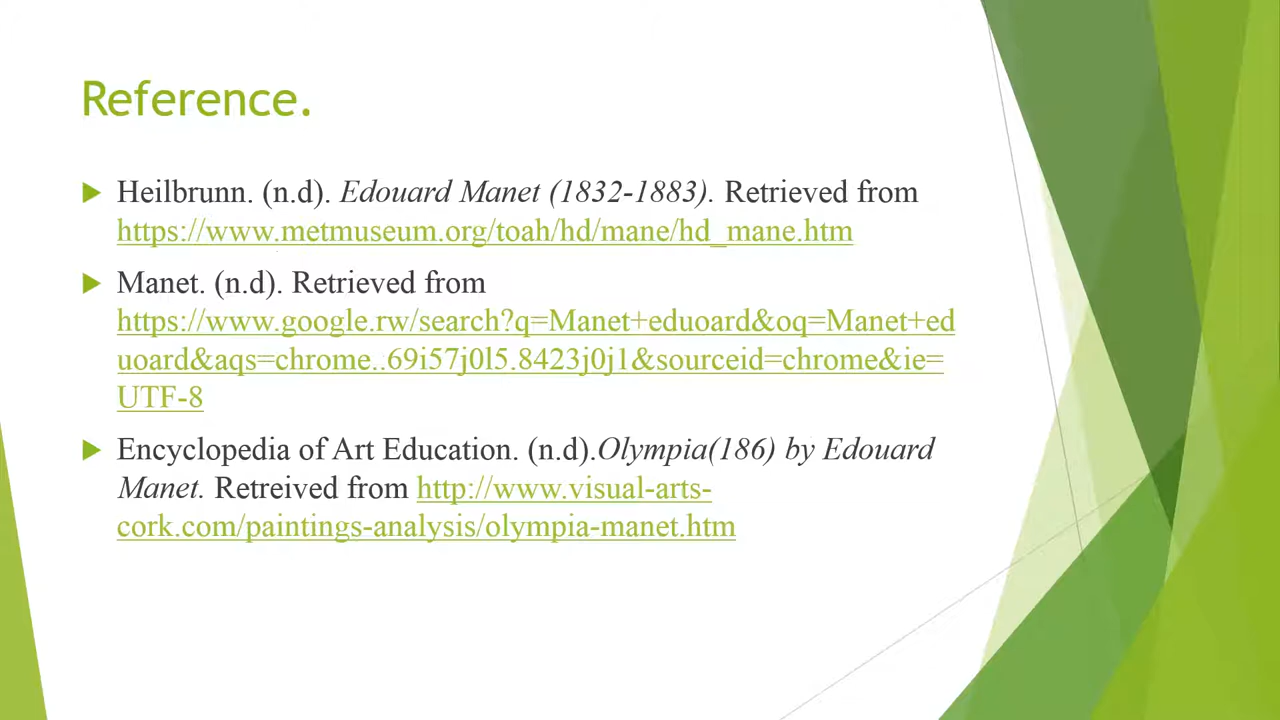 Reference.
Heilbrunn. (n.d). Edouard Manet (1832-1883). Retrieved from
https://www.metmuseum.org/toah/hd/mane/hd_mane.htm
Manet. (n.d). Retrieved from
https://www.google.rw/search?q=Manet+eduoard&oq=Manet+ed
uoard&aqs=chrome..69i57j0l5.8423j0j1&sourceid=chrome&ie=
UTF-8
Encyclopedia of Art Education. (n.d).Olympia(186) by Edouard
Manet. Retreived from http://www.visual-arts-
cork.com/paintings-analysis/olympia-manet.htm